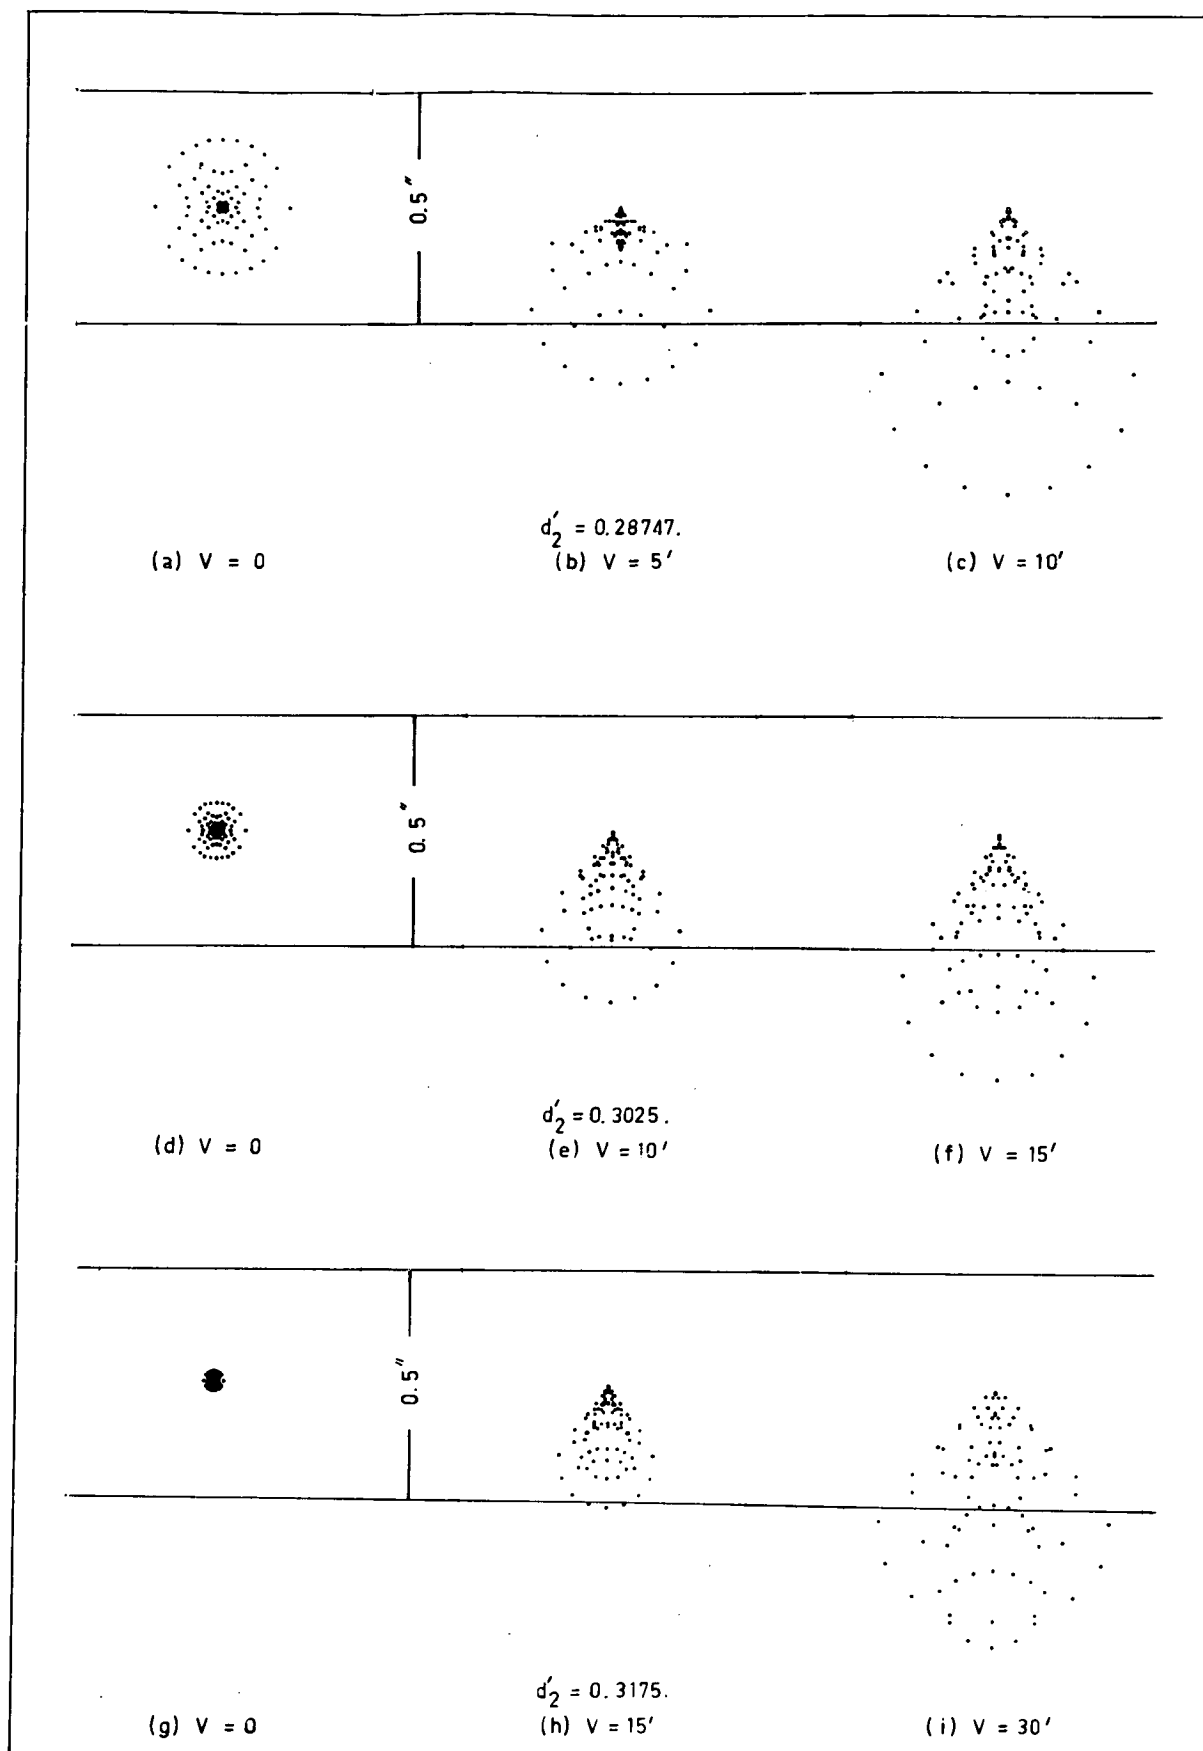 0.5"
d'₂ = 0.28747.
(a) V = 0
(b) V = 5'
(c) V = 10'
0.5"
d'₂ = 0.3025.
(d) V = 0
(e) V = 10'
(f) V = 15'
0.5"
d'₂ = 0.3175.
(g) V = 0
(h) V = 15'
(i) V = 30'